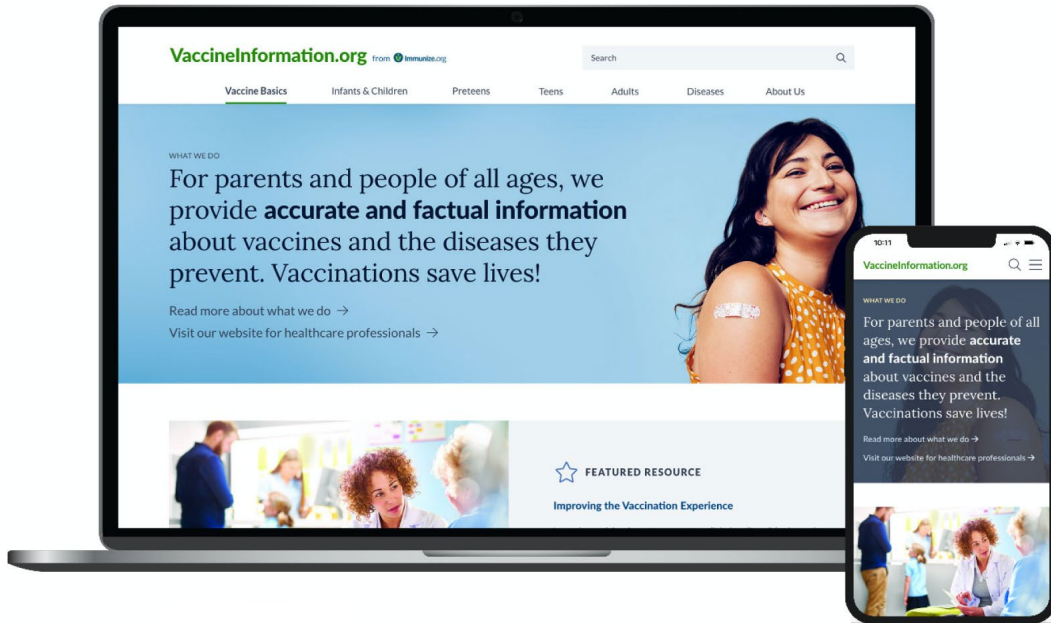 VaccineInformation.org from Immunize.org
Search
Vaccine Basics Infants & Children Preteens Teens Adults Diseases About Us
WHAT WE DO
For parents and people of all ages, we
provide accurate and factual information
about vaccines and the diseases they
prevent. Vaccinations save lives!
Read more about what we do →
Visit our website for healthcare professionals →
FEATURED RESOURCE
Improving the Vaccination Experience
10:11
VaccineInformation.org
WHAT WE DO
For parents and people of all
ages, we provide accurate
and factual information
about vaccines and the
diseases they prevent.
Vaccinations save lives!
Read more about what we do →
Visit our website for healthcare professionals →